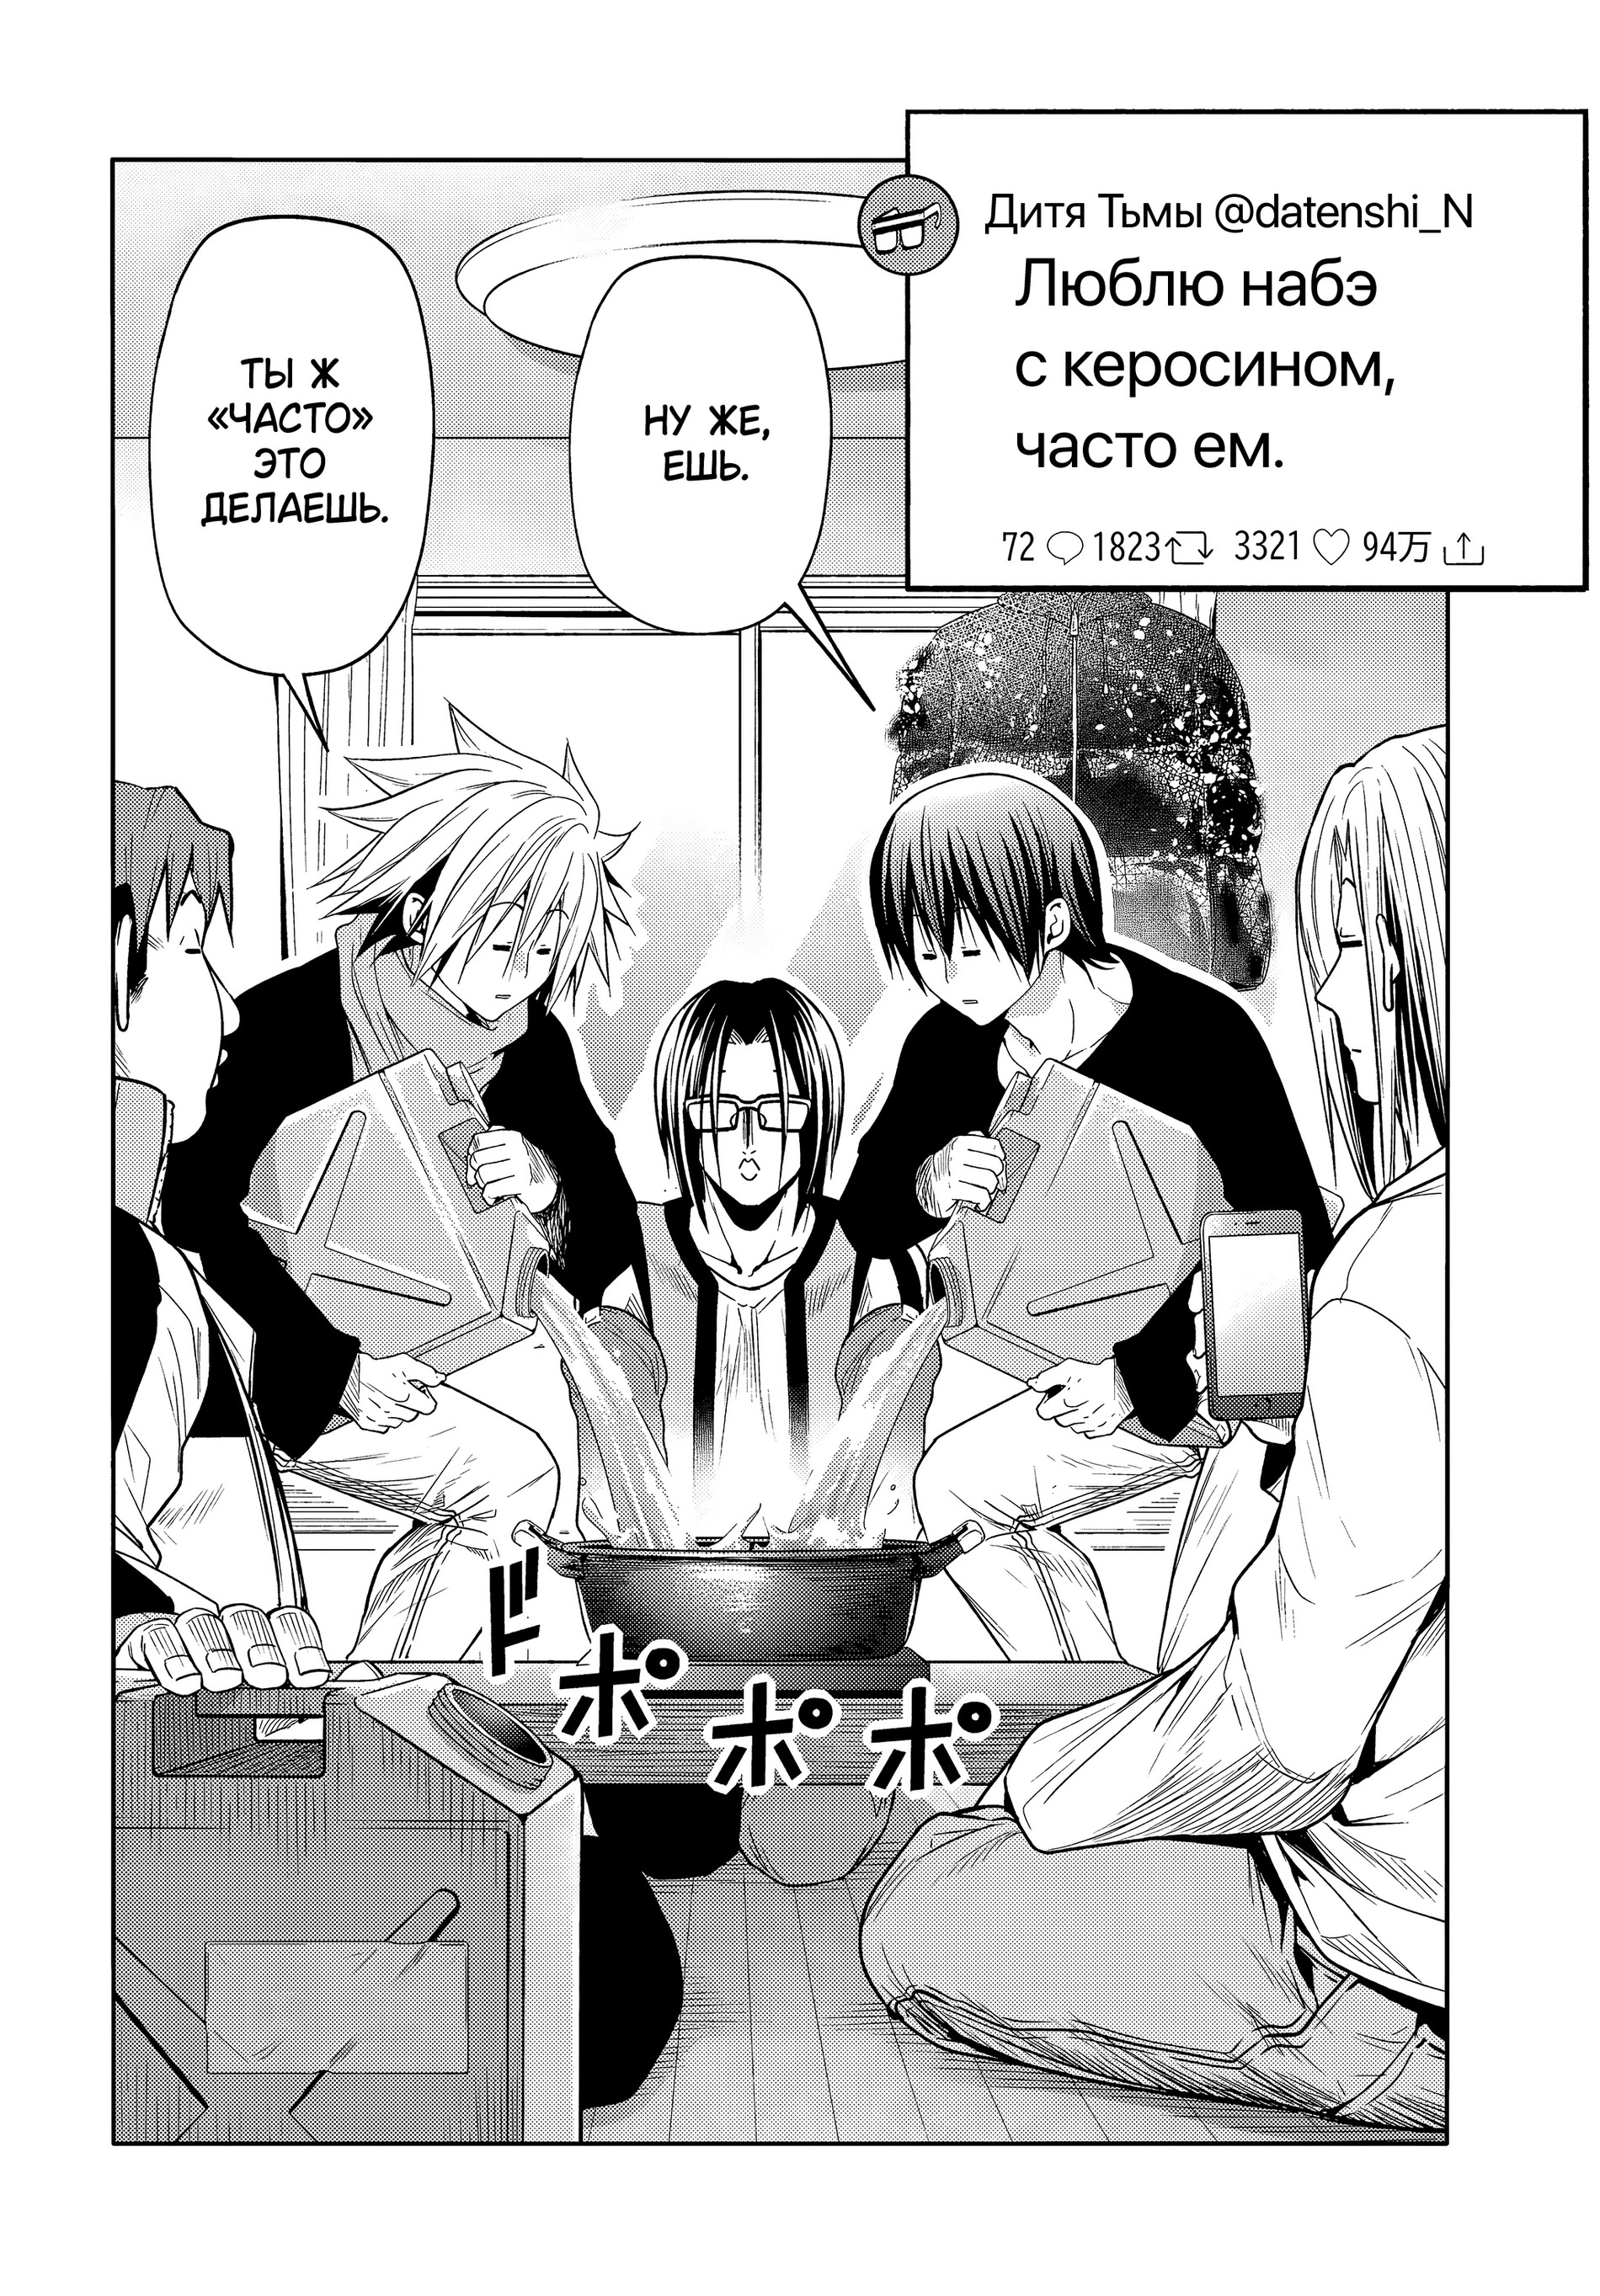 Дитя Тьмы @datenshi_N
Люблю набэ
с керосином,
часто ем.
72 1823 3321 94万
НУ ЖЕ,
ЕШЬ.
ТЫ Ж
«ЧАСТО»
ЭТО
ДЕЛАЕШЬ.
ドポポポ